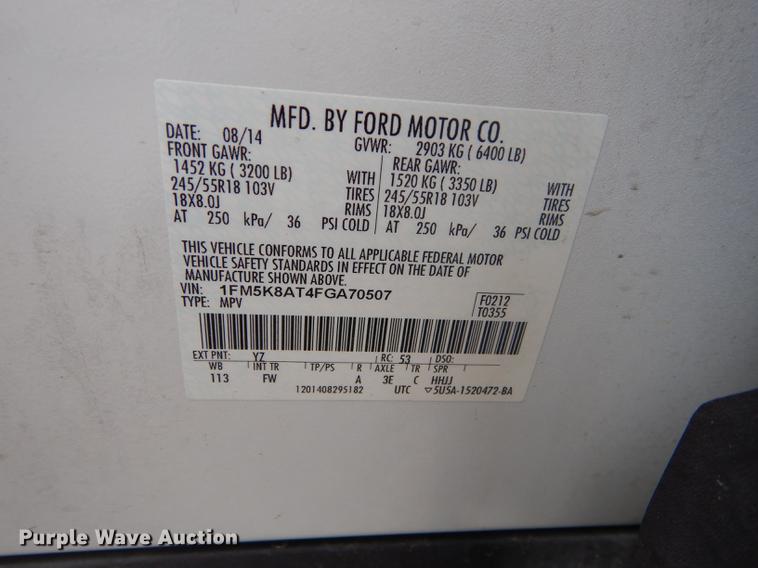 MFD. BY FORD MOTOR CO.
DATE: 08/14 GVWR: 2903 KG ( 6400 LB)
FRONT GAWR: REAR GAWR:
1452 KG ( 3200 LB) WITH 1520 KG ( 3350 LB) WITH
245/55R18 103V TIRES 245/55R18 103V TIRES
18X8.0J RIMS 18X8.0J RIMS
AT 250 kPa/ 36 PSI COLD AT 250 kPa/ 36 PSI COLD
THIS VEHICLE CONFORMS TO ALL APPLICABLE FEDERAL MOTOR
VEHICLE SAFETY STANDARDS IN EFFECT ON THE DATE OF
MANUFACTURE SHOWN ABOVE.
VIN: 1FM5K8AT4FGA70507 F0212
TYPE: MPV T0355
EXT PNT: YZ RC: 53 DSO:
WB INT TR TP/PS R AXLE TR SPR
113 FW A 3E C HHJJ
1201408295182 UTC ▽5U5A-1520472-BA
Purple Wave Auction